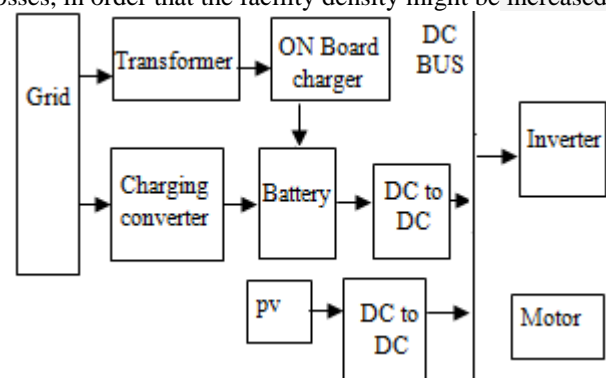 osses, in order that the facility density might be increased
Grid
Transformer
ON Board
charger
DC
BUS
Inverter
Charging
converter
Battery
DC to
DC
pv
DC to
DC
Motor